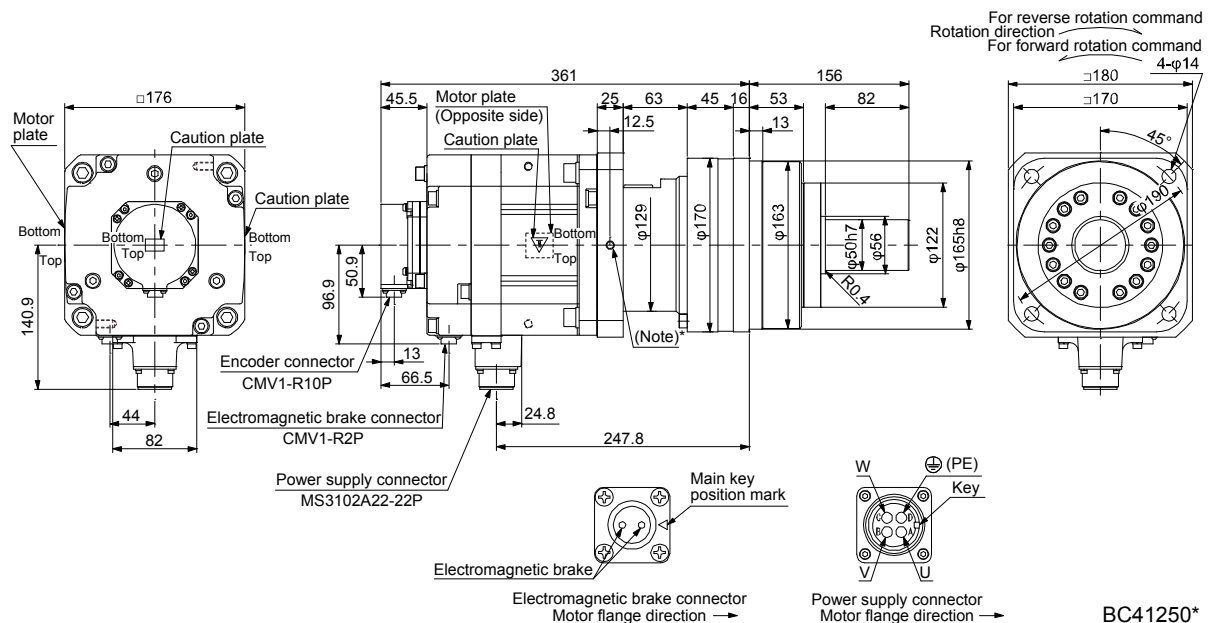 For reverse rotation command
Rotation direction
For forward rotation command
4-φ14
□176
Motor plate
Caution plate
Caution plate
Bottom
Top
Bottom
Top
Bottom
Top
140.9
44
82
361
156
45.5
Motor plate
(Opposite side)
Caution plate
25
63
45
16
53
82
12.5
13
Bottom
Top
φ129
φ170
φ163
φ50h7
φ56
φ122
φ165h8
R0.4
50.9
96.9
(Note)*
13
66.5
Encoder connector
CMV1-R10P
Electromagnetic brake connector
CMV1-R2P
24.8
247.8
Power supply connector
MS3102A22-22P
□180
□170
45°
φ190
Main key
position mark
Electromagnetic brake
Electromagnetic brake connector
Motor flange direction
W
(PE)
Key
C
D
B
A
V
U
Power supply connector
Motor flange direction
BC41250*